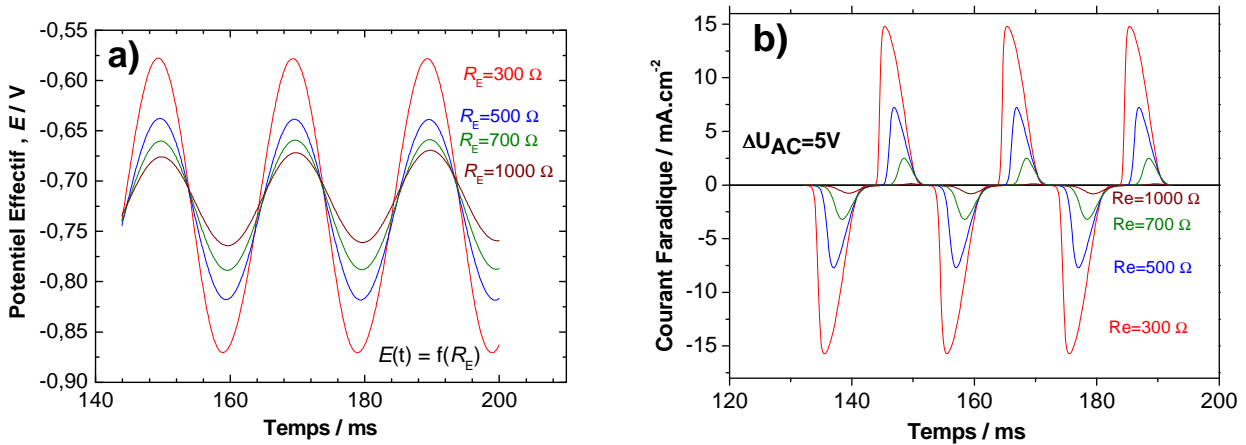 a)
Potentiel Effectif , E / V
-0,55
-0,60
-0,65
-0,70
-0,75
-0,80
-0,85
-0,90
RE=300 Ω
RE=500 Ω
RE=700 Ω
RE=1000 Ω
E(t) = f(RE)
140 160 180 200
Temps / ms
b)
Courant Faradique / mA.cm-2
15
10
5
0
-5
-10
-15
ΔUAC=5V
Re=1000 Ω
Re=700 Ω
Re=500 Ω
Re=300 Ω
120 140 160 180 200
Temps / ms